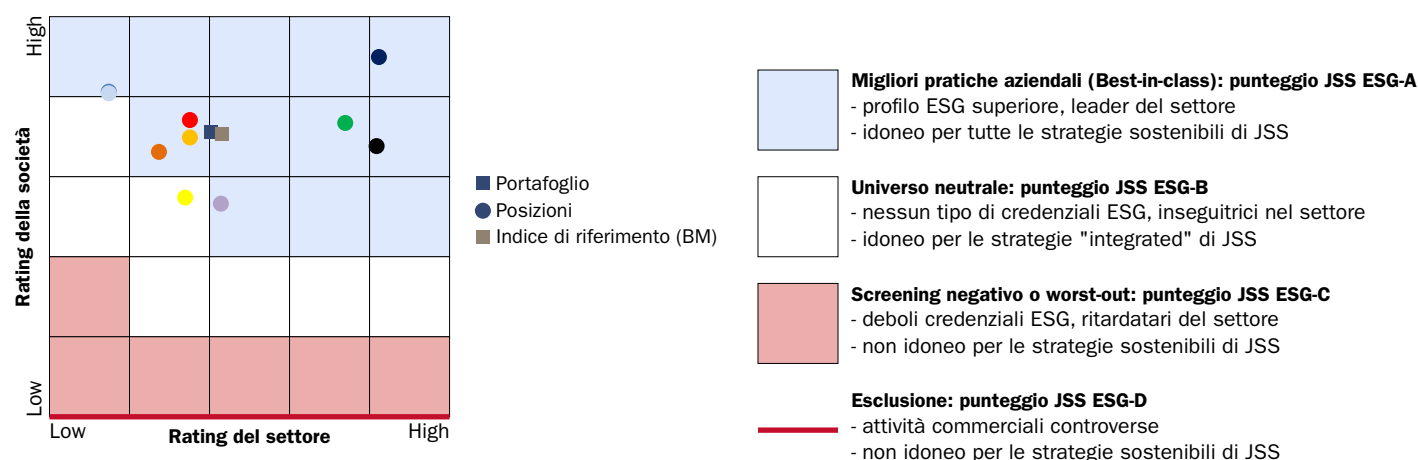 High
Rating della società
Low
Low
Rating del settore
High
Portafoglio
Posizioni
Indice di riferimento (BM)
Migliori pratiche aziendali (Best-in-class): punteggio JSS ESG-A
- profilo ESG superiore, leader del settore
- idoneo per tutte le strategie sostenibili di JSS
Universo neutrale: punteggio JSS ESG-B
- nessun tipo di credenziali ESG, inseguitrici nel settore
- idoneo per le strategie "integrated" di JSS
Screening negativo o worst-out: punteggio JSS ESG-C
- deboli credenziali ESG, ritardatari del settore
- non idoneo per le strategie sostenibili di JSS
Esclusione: punteggio JSS ESG-D
- attività commerciali controverse
- non idoneo per le strategie sostenibili di JSS